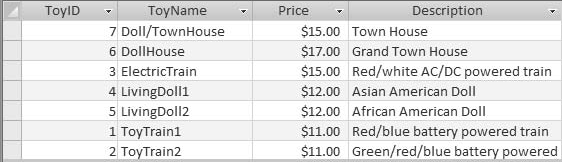 ToyID ToyName Price Description
7 Doll/TownHouse $15.00 Town House
6 DollHouse $17.00 Grand Town House
3 ElectricTrain $15.00 Red/white AC/DC powered train
4 LivingDoll1 $12.00 Asian American Doll
5 LivingDoll2 $12.00 African American Doll
1 ToyTrain1 $11.00 Red/blue battery powered train
2 ToyTrain2 $11.00 Green/red/blue battery powered